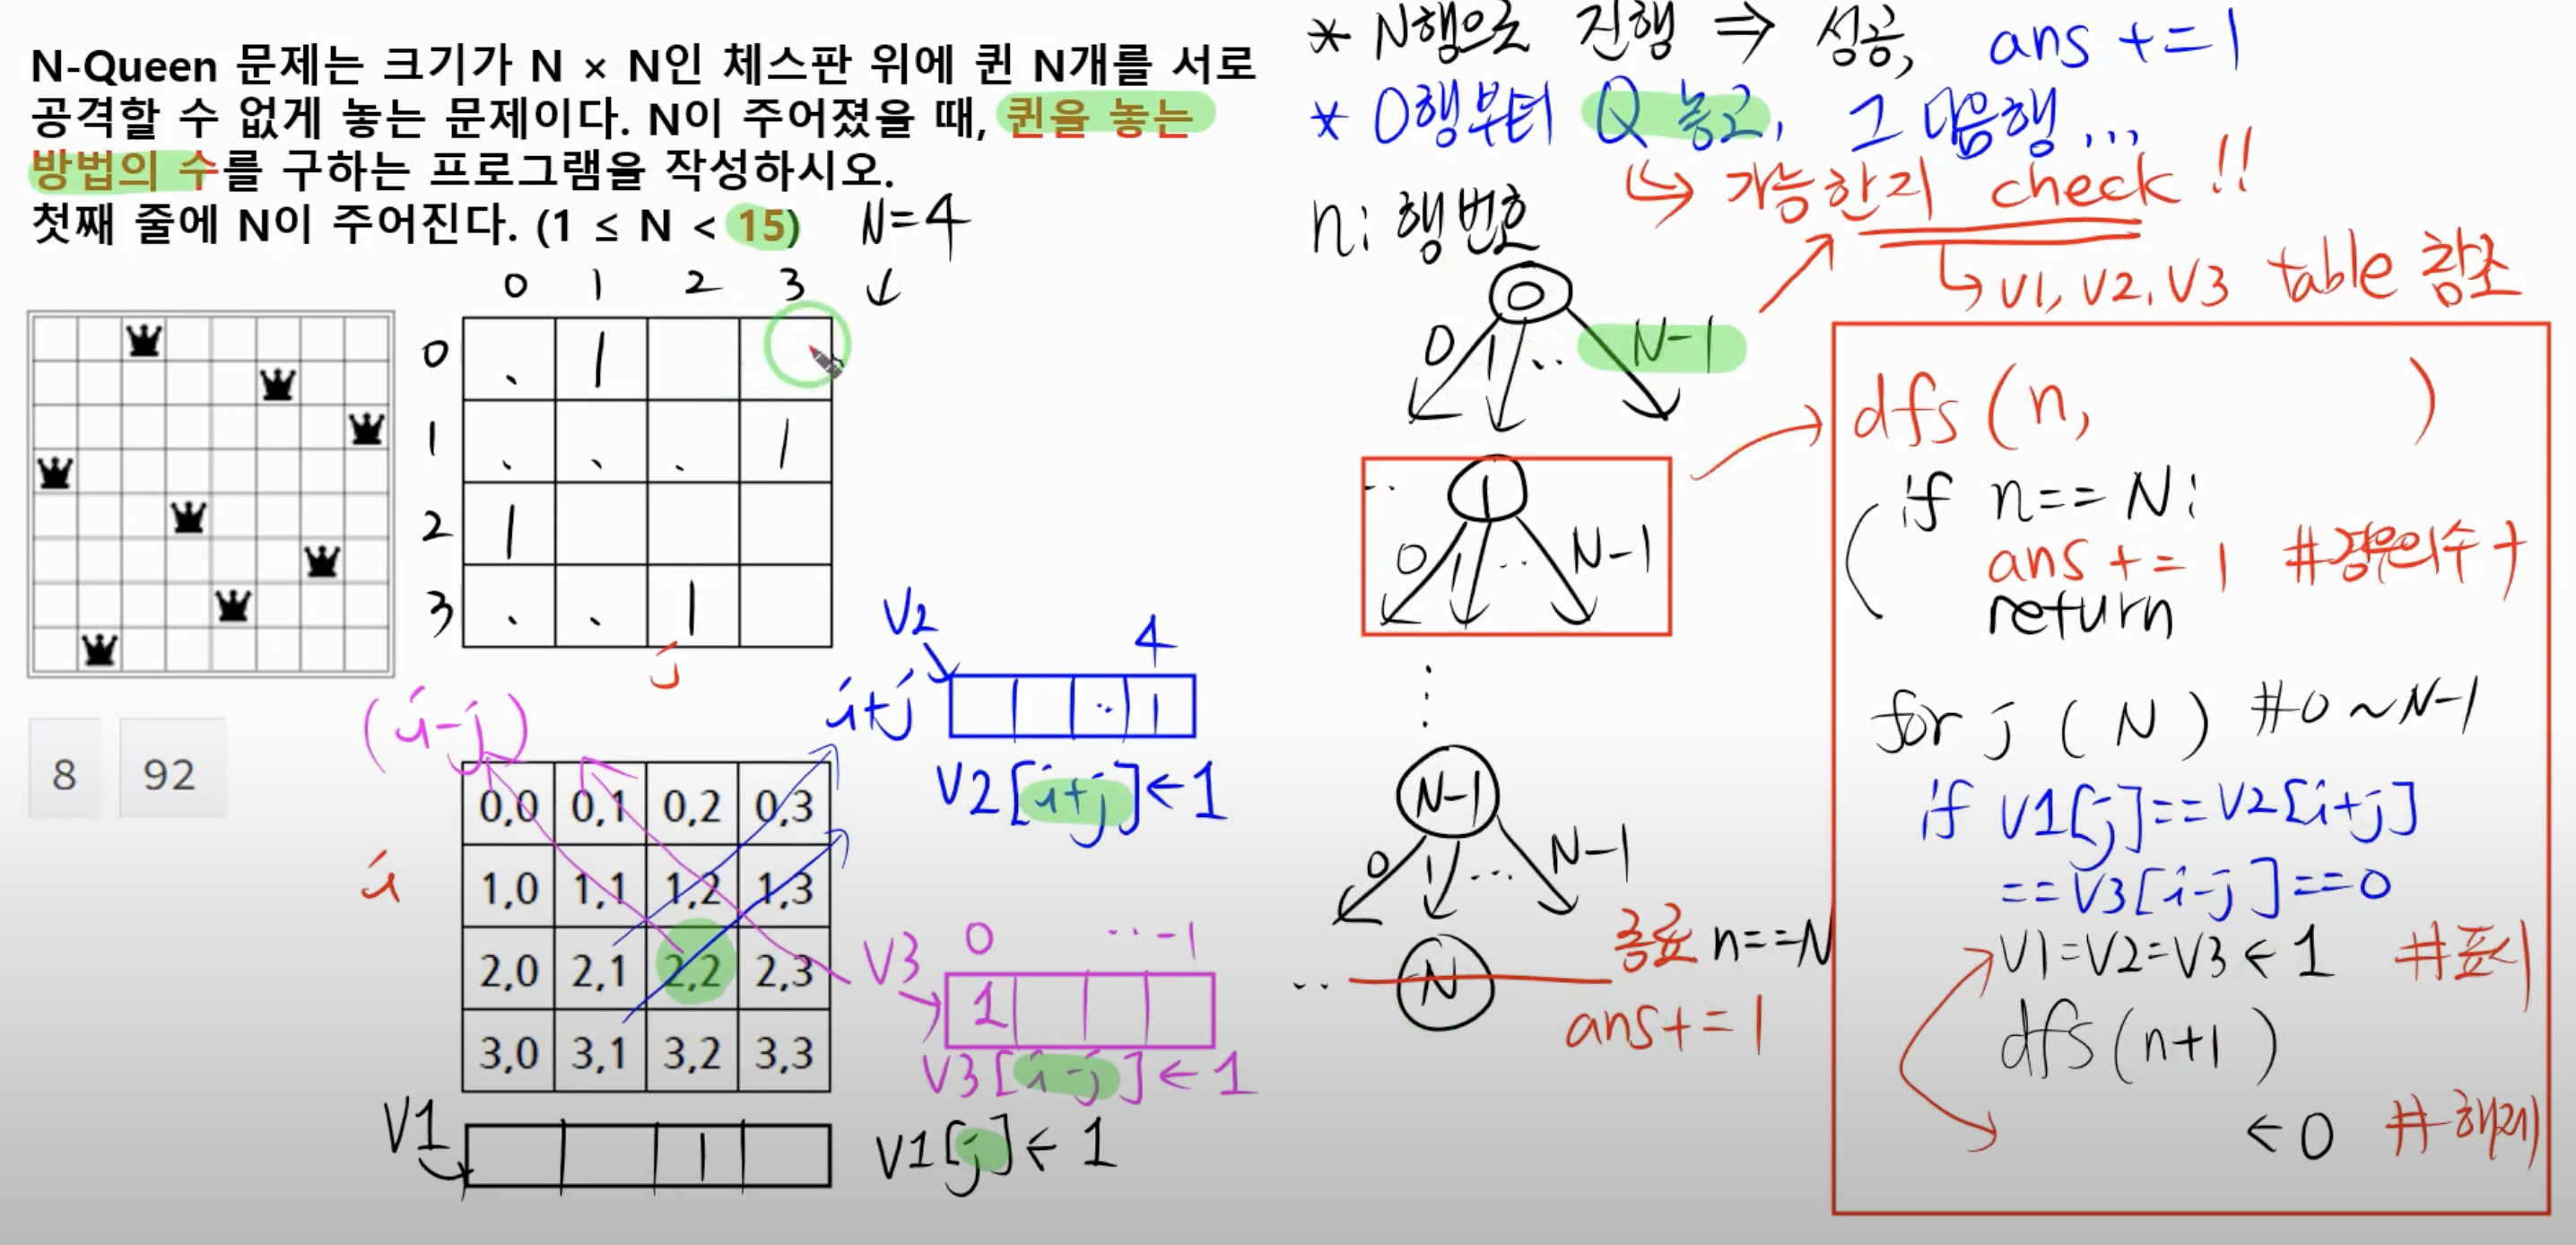 N-Queen 문제는 크기가 N × N인 체스판 위에 퀸 N개를 서로
공격할 수 없게 놓는 문제이다. N이 주어졌을 때, 퀸을 놓는
방법의 수를 구하는 프로그램을 작성하시오.
첫째 줄에 N이 주어진다. (1 ≤ N < 15) N=4
0 1 2 3
0 1
1 1
2 1
3 1
j
8 92
(i-j)
i
0,0 0,1 0,2 0,3
1,0 1,1 1,2 1,3
2,0 2,1 2,2 2,3
3,0 3,1 3,2 3,3
V1
1
V1[j] ← 1
V2
4
i+j
1
V2[i+j] ← 1
V3
0 ..-1
1
V3[i-j] ← 1
* N행으로 진행 ⇒ 성공, ans += 1
* 0행부터 Q 놓고, 그 다음행...
↳ 가능한지 check !!
↳ V1, V2, V3 table 참조
n: 행번호
0
0 1 .. N-1
1
0 1 .. N-1
N-1
0 1 ... N-1
N
종료 n==N
ans += 1
dfs(n, )
if n==N:
ans += 1 #경우의수 +
return
for j (N) #0~N-1
if V1[j]==V2[i+j]
==V3[i-j]==0
V1=V2=V3 ← 1 #표시
dfs(n+1 )
← 0 #해제